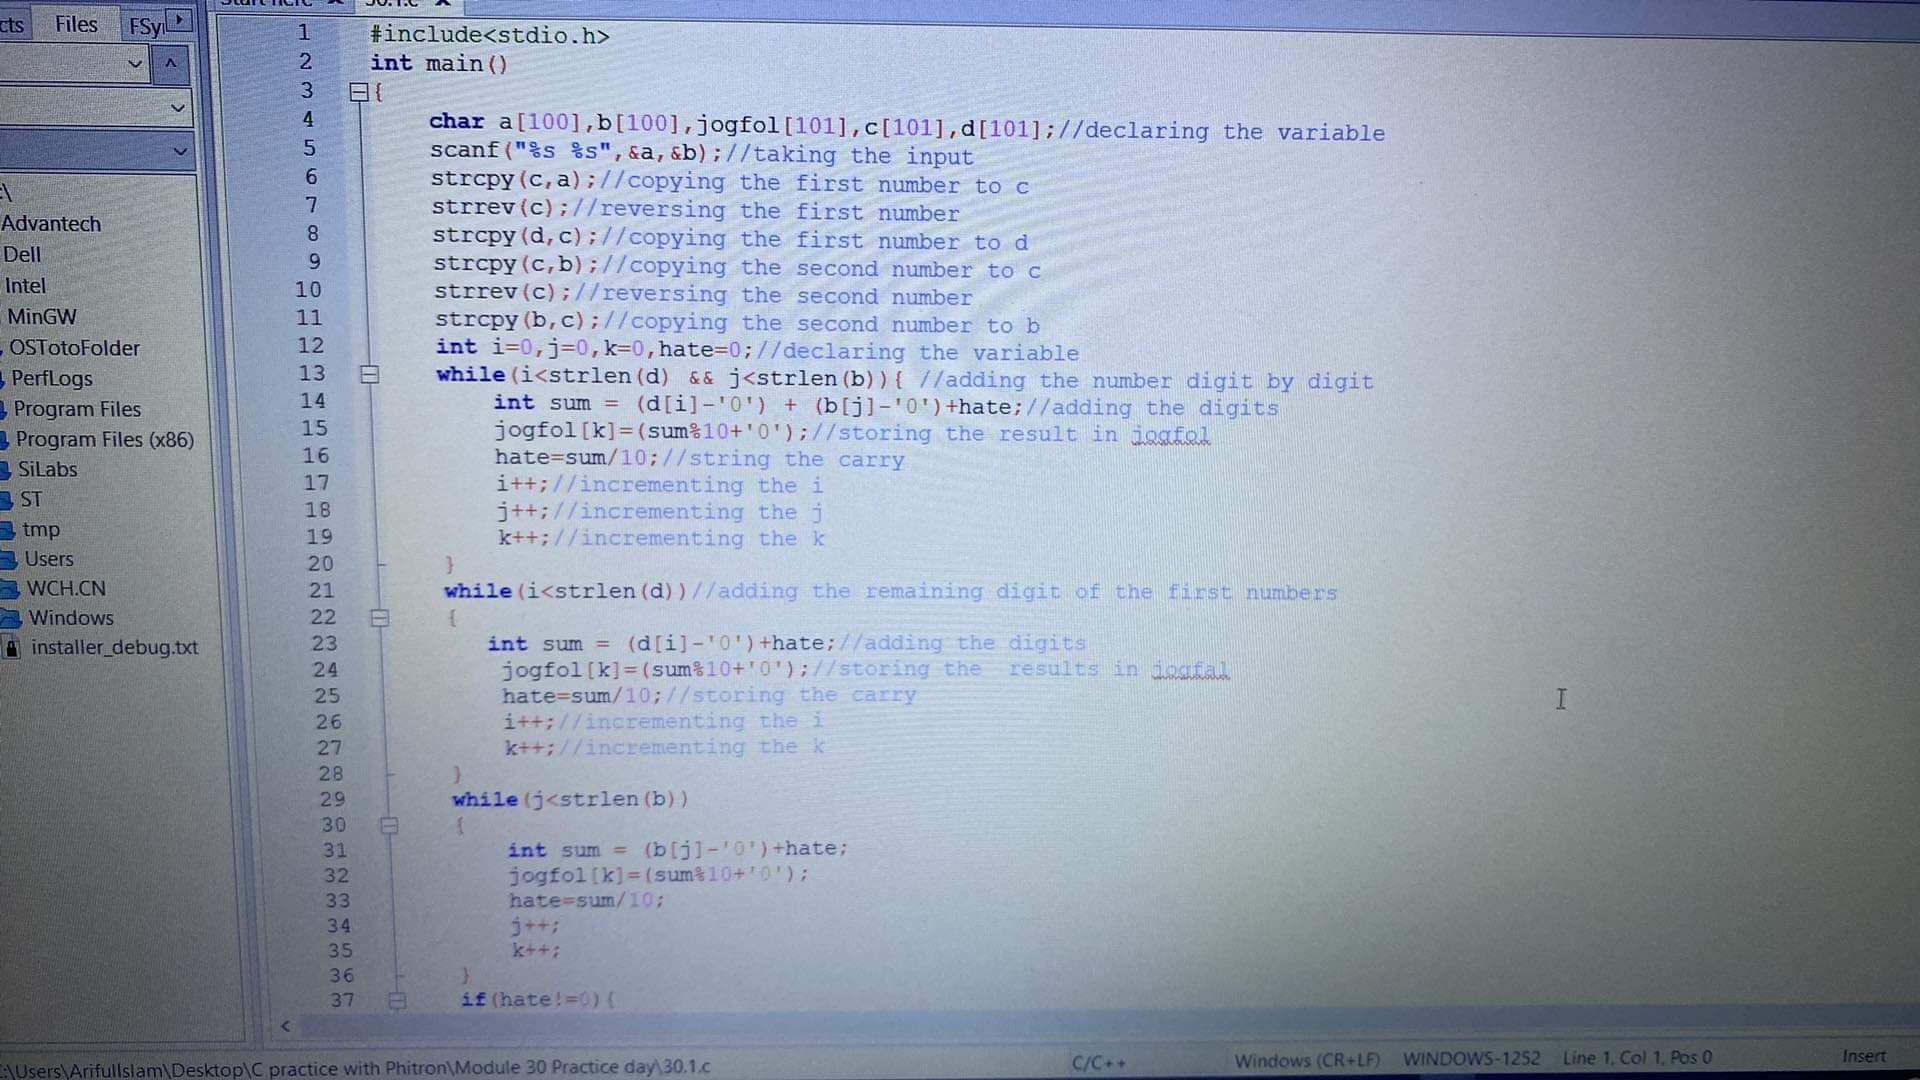 Files
#include<stdio.h>
int main()
{
char a[100],b[100],jogfol[101],c[101],d[101];//declaring the variable
scanf("%s %s",&a,&b);//taking the input
strcpy(c,a);//copying the first number to c
strrev(c);//reversing the first number
strcpy(d,c);//copying the first number to d
strcpy(c,b);//copying the second number to c
strrev(c);//reversing the second number
strcpy(b,c);//copying the second number to b
int i=0,j=0,k=0,hate=0;//declaring the variable
while(i<strlen(d) && j<strlen(b)){ //adding the number digit by digit
int sum = (d[i]-'0') + (b[j]-'0')+hate;//adding the digits
jogfol[k]=(sum%10+'0');//storing the result in jogfol
hate=sum/10;//string the carry
i++;//incrementing the i
j++;//incrementing the j
k++;//incrementing the k
}
while(i<strlen(d))//adding the remaining digit of the first numbers
{
int sum = (d[i]-'0')+hate;//adding the digits
jogfol[k]=(sum%10+'0');//storing the  results in jogfal
hate=sum/10;//storing the carry
i++;//incrementing the i
k++;//incrementing the k
}
while(j<strlen(b))
{
int sum = (b[j]-'0')+hate;
jogfol[k]=(sum%10+'0');
hate=sum/10;
j++;
k++;
}
if(hate!=0){
1
2
3
4
5
6
7
8
9
10
11
12
13
14
15
16
17
18
19
20
21
22
23
24
25
26
27
28
29
30
31
32
33
34
35
36
37
Advantech
Dell
Intel
MinGW
OSTotoFolder
PerfLogs
Program Files
Program Files (x86)
SiLabs
ST
tmp
Users
WCH.CN
Windows
installer_debug.txt
:\Users\ArifulIslam\Desktop\C practice with Phitron\Module 30 Practice day\30.1.c
C/C++
Windows (CR+LF)
WINDOWS-1252
Line 1, Col 1, Pos 0
Insert